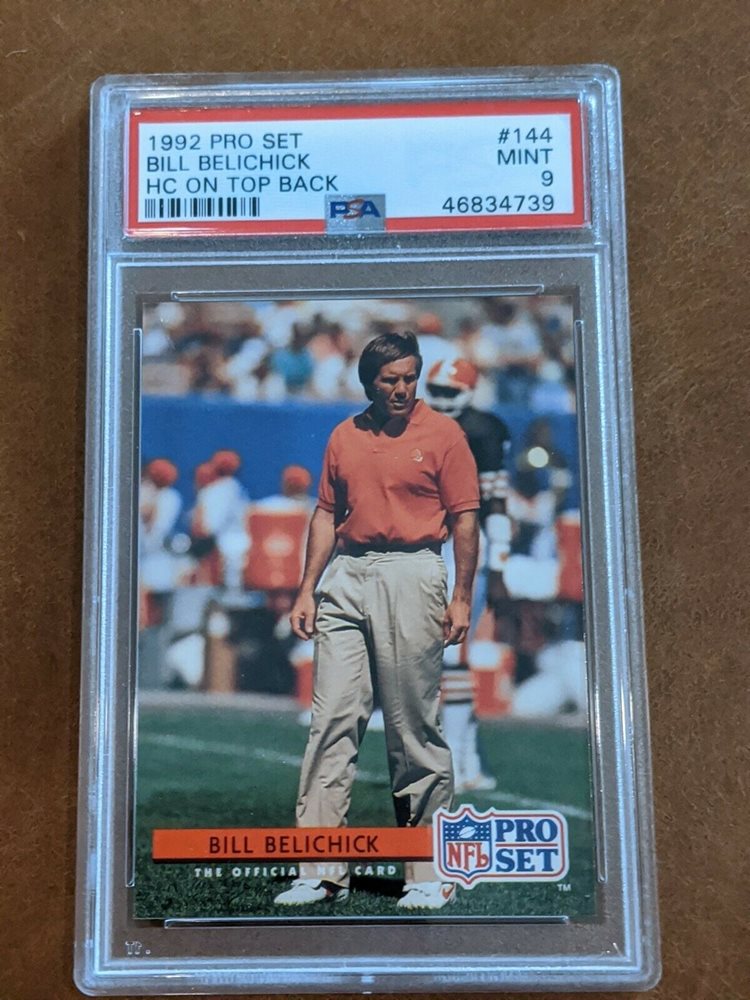 1992 PRO SET #144
BILL BELICHICK MINT
HC ON TOP BACK 9
PSA 46834739
BILL BELICHICK
THE OFFICIAL NFL CARD
NFL PRO SET
TM